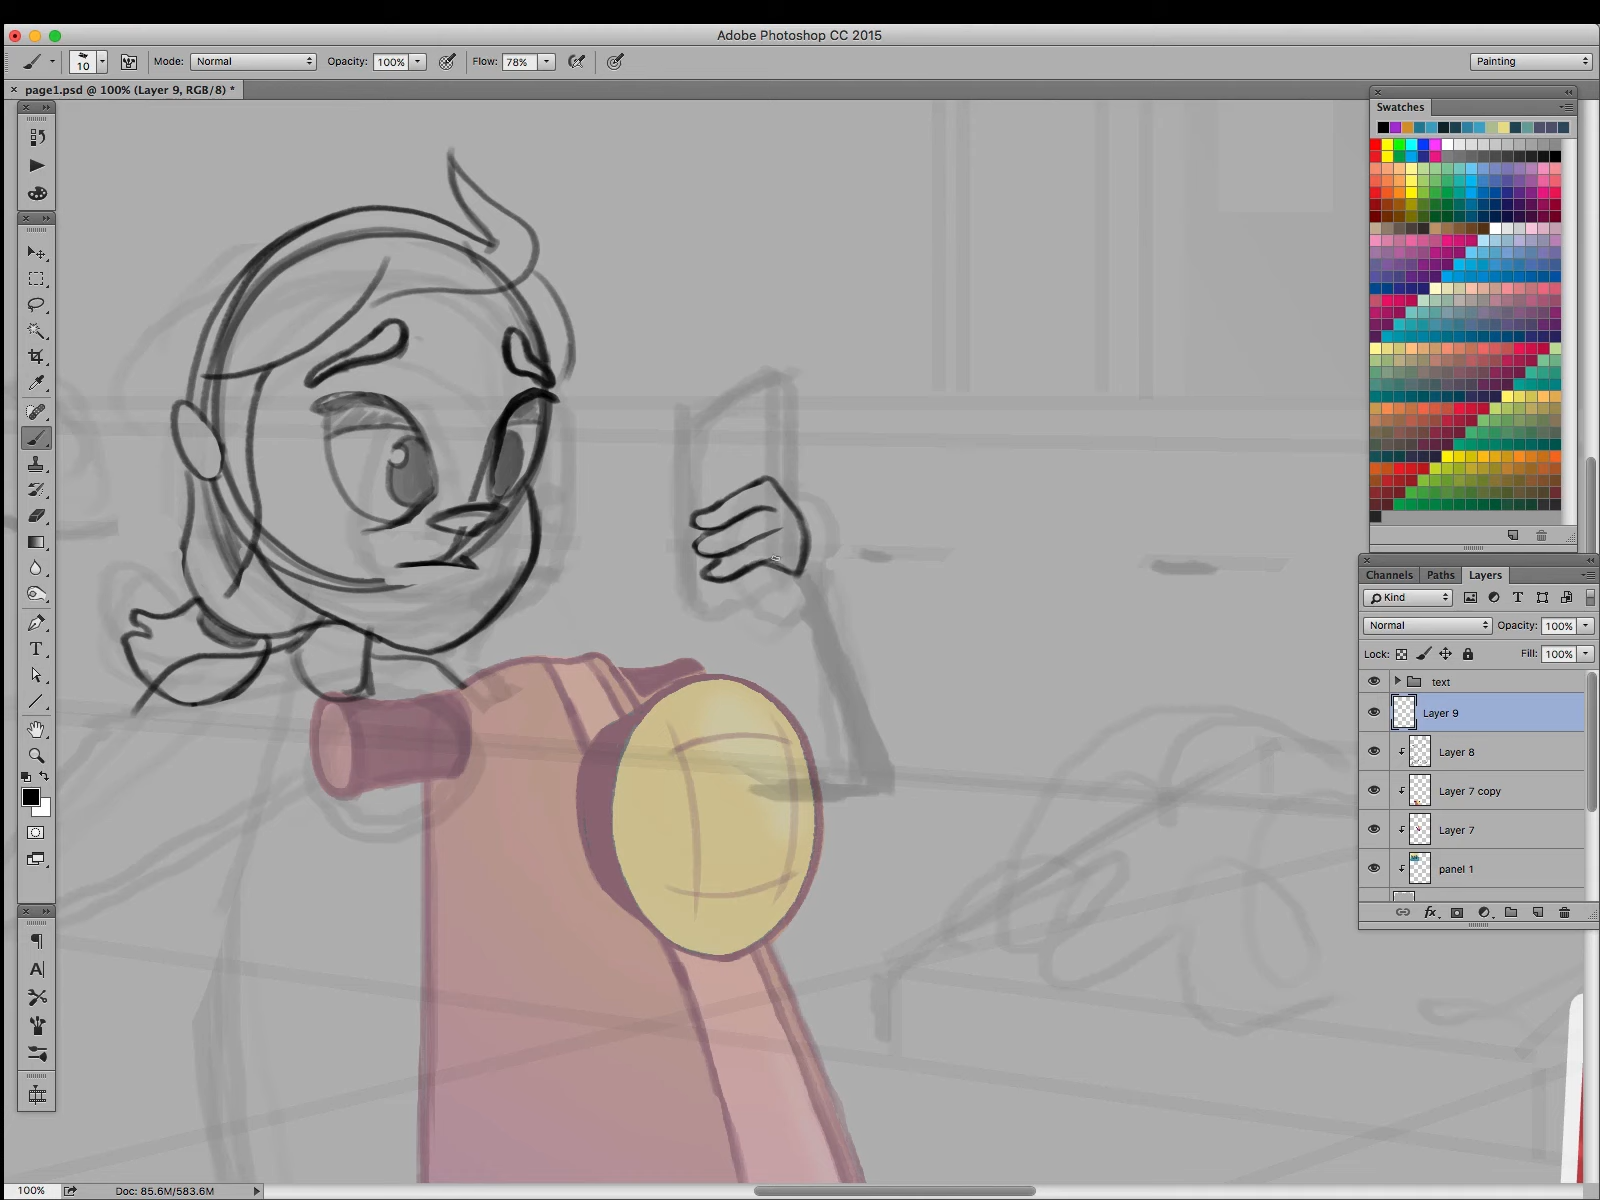 Adobe Photoshop CC 2015
10 Mode: Normal Opacity: 100% Flow: 78% Painting
× page1.psd @ 100% (Layer 9, RGB/8) *
Swatches
Channels Paths Layers
Kind
Normal Opacity: 100%
Lock: Fill: 100%
text
Layer 9
Layer 8
Layer 7 copy
Layer 7
panel 1
100% Doc: 85.6M/583.6M